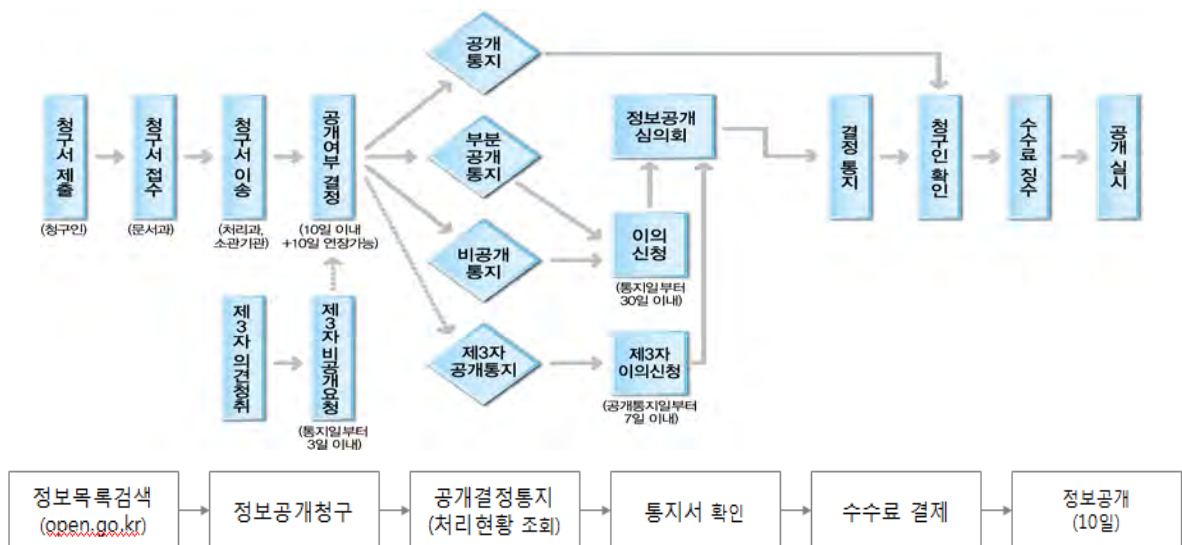 청구서 제출
(청구인)
청구서 접수
(문서과)
청구서 이송
(처리과,
소관기관)
공개여부 결정
(10일 이내
+10일 연장가능)
제3자 의견청취
제3자 비공개요청
(통지일부터
3일 이내)
공개
통지
부분
공개
통지
비공개
통지
제3자
공개통지
정보공개
심의회
이의
신청
(통지일부터
30일 이내)
제3자
이의신청
(공개통지일부터
7일 이내)
결정 통지
청구인 확인
수수료 징수
공개 실시
정보목록검색
(open.go.kr)
정보공개청구
공개결정통지
(처리현황 조회)
통지서 확인
수수료 결제
정보공개
(10일)